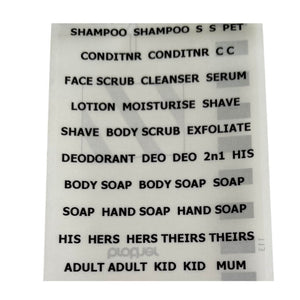 SHAMPOO SHAMPOO S S PET
CONDITNR CONDITNR C C
FACE SCRUB CLEANSER SERUM
LOTION MOISTURISE SHAVE
SHAVE BODY SCRUB EXFOLIATE
DEODORANT DEO DEO 2n1 HIS
BODY SOAP BODY SOAP SOAP
SOAP HAND SOAP HAND SOAP
HIS HERS HERS THEIRS THEIRS
ADULT ADULT KID KID MUM